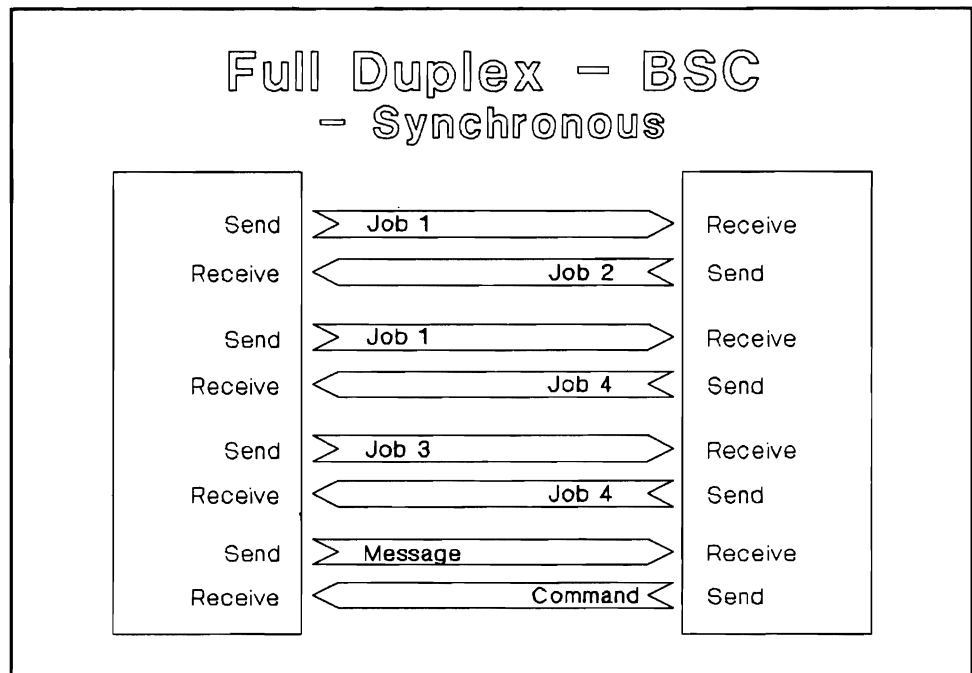 Full Duplex — BSC
— Synchronous
Send Job 1 Receive
Receive Job 2 Send
Send Job 1 Receive
Receive Job 4 Send
Send Job 3 Receive
Receive Job 4 Send
Send Message Receive
Receive Command Send